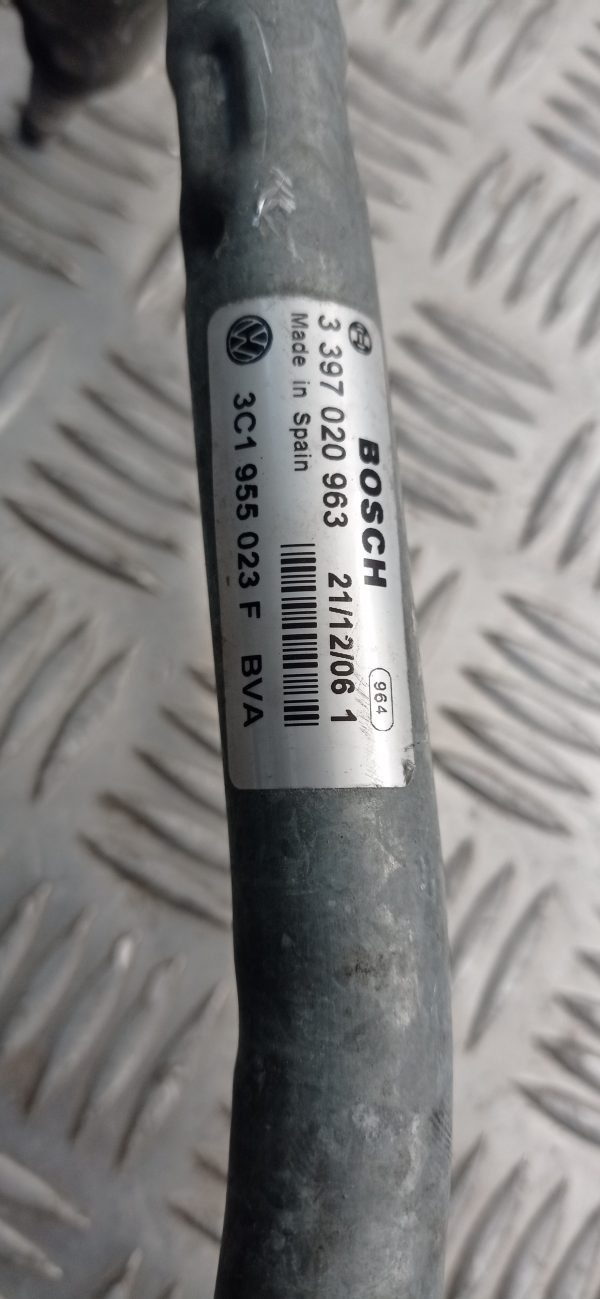 BOSCH 964
3 397 020 963 21/12/06 1
Made in Spain
3C1 955 023 F BVA